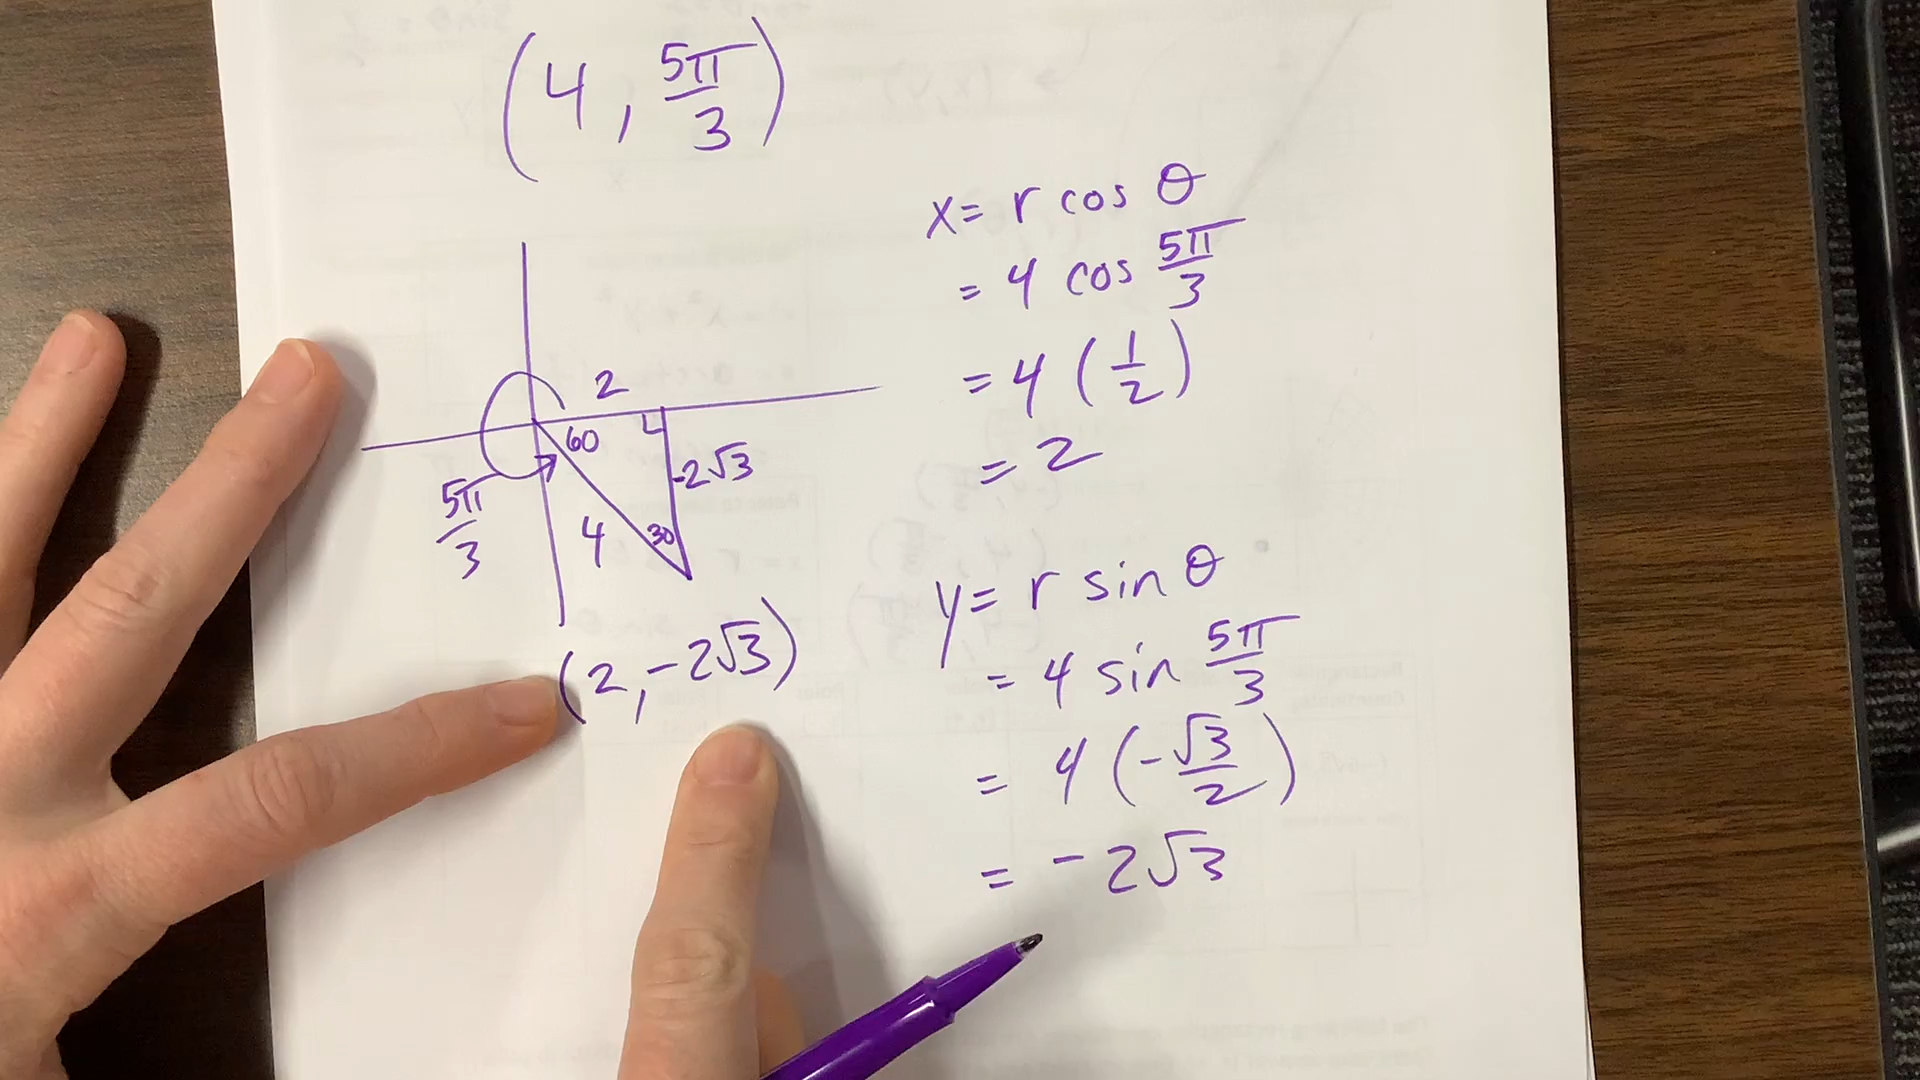 (4, 5π/3)
2
60
-2√3
5π/3
4
30
(2, -2√3)
x = r cos θ
= 4 cos 5π/3
= 4 (1/2)
= 2
y = r sin θ
= 4 sin 5π/3
= 4 (-√3/2)
= -2√3